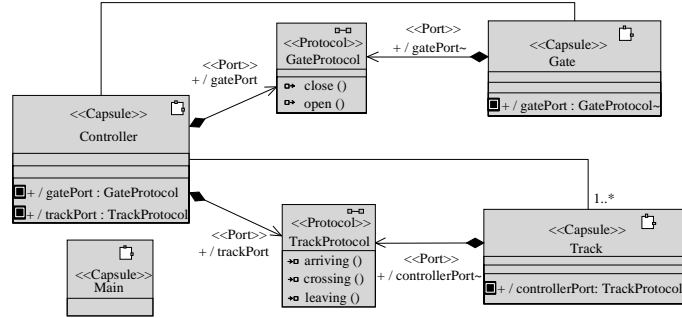 <<Protocol>>
GateProtocol
close ()
open ()
<<Port>>
+ / gatePort~
<<Capsule>>
Gate
+ / gatePort : GateProtocol~
<<Port>>
+ / gatePort
<<Capsule>>
Controller
+ / gatePort : GateProtocol
+ / trackPort : TrackProtocol
1..*
<<Port>>
+ / trackPort
<<Protocol>>
TrackProtocol
arriving ()
crossing ()
leaving ()
<<Port>>
+ / controllerPort~
<<Capsule>>
Track
+ / controllerPort: TrackProtocol
<<Capsule>>
Main